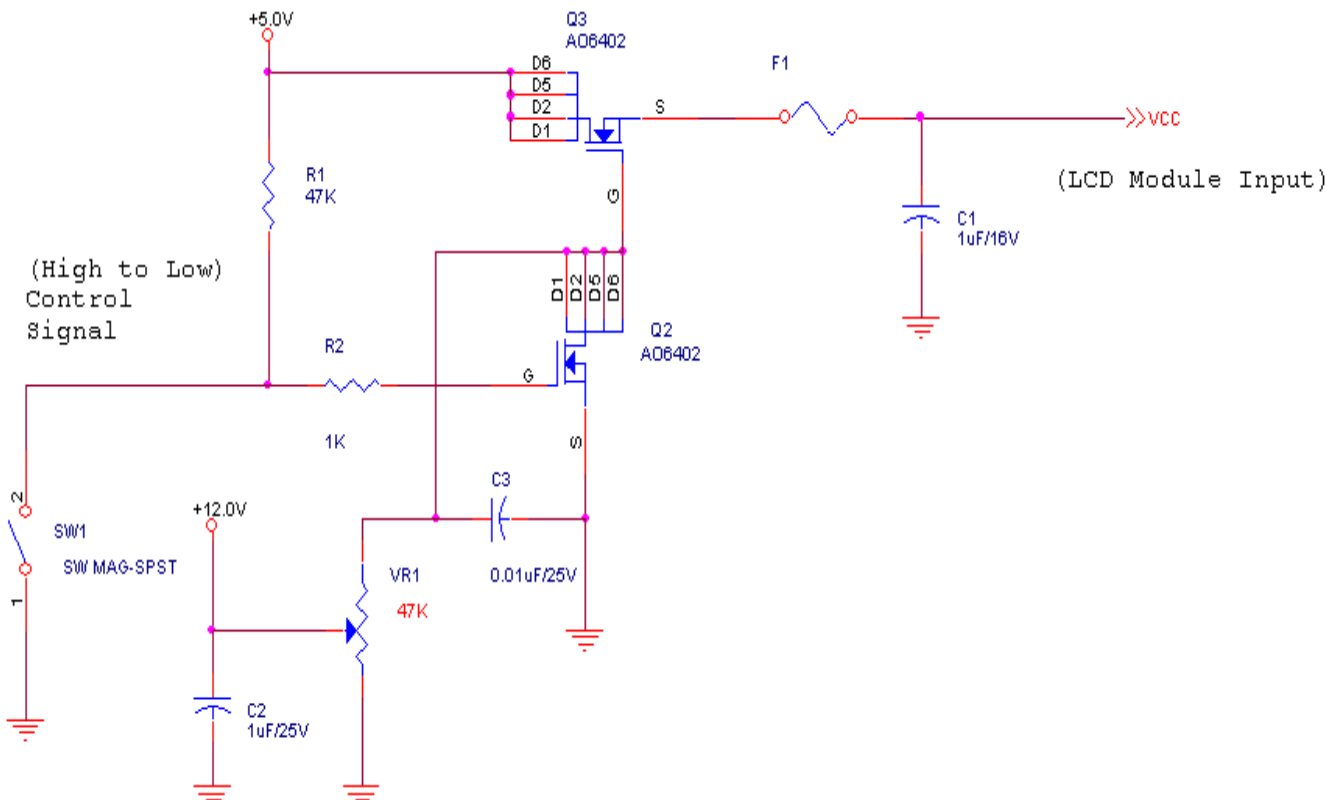 +5.0V
Q3
AO6402
D6
D5
D2
D1
S
G
F1
VCC
(LCD Module Input)
R1
47K
C1
1uF/16V
(High to Low)
Control
Signal
D1
D2
D5
D6
Q2
AO6402
R2
1K
G
S
C3
0.01uF/25V
2
SW1
SW MAG-SPST
1
+12.0V
VR1
47K
C2
1uF/25V